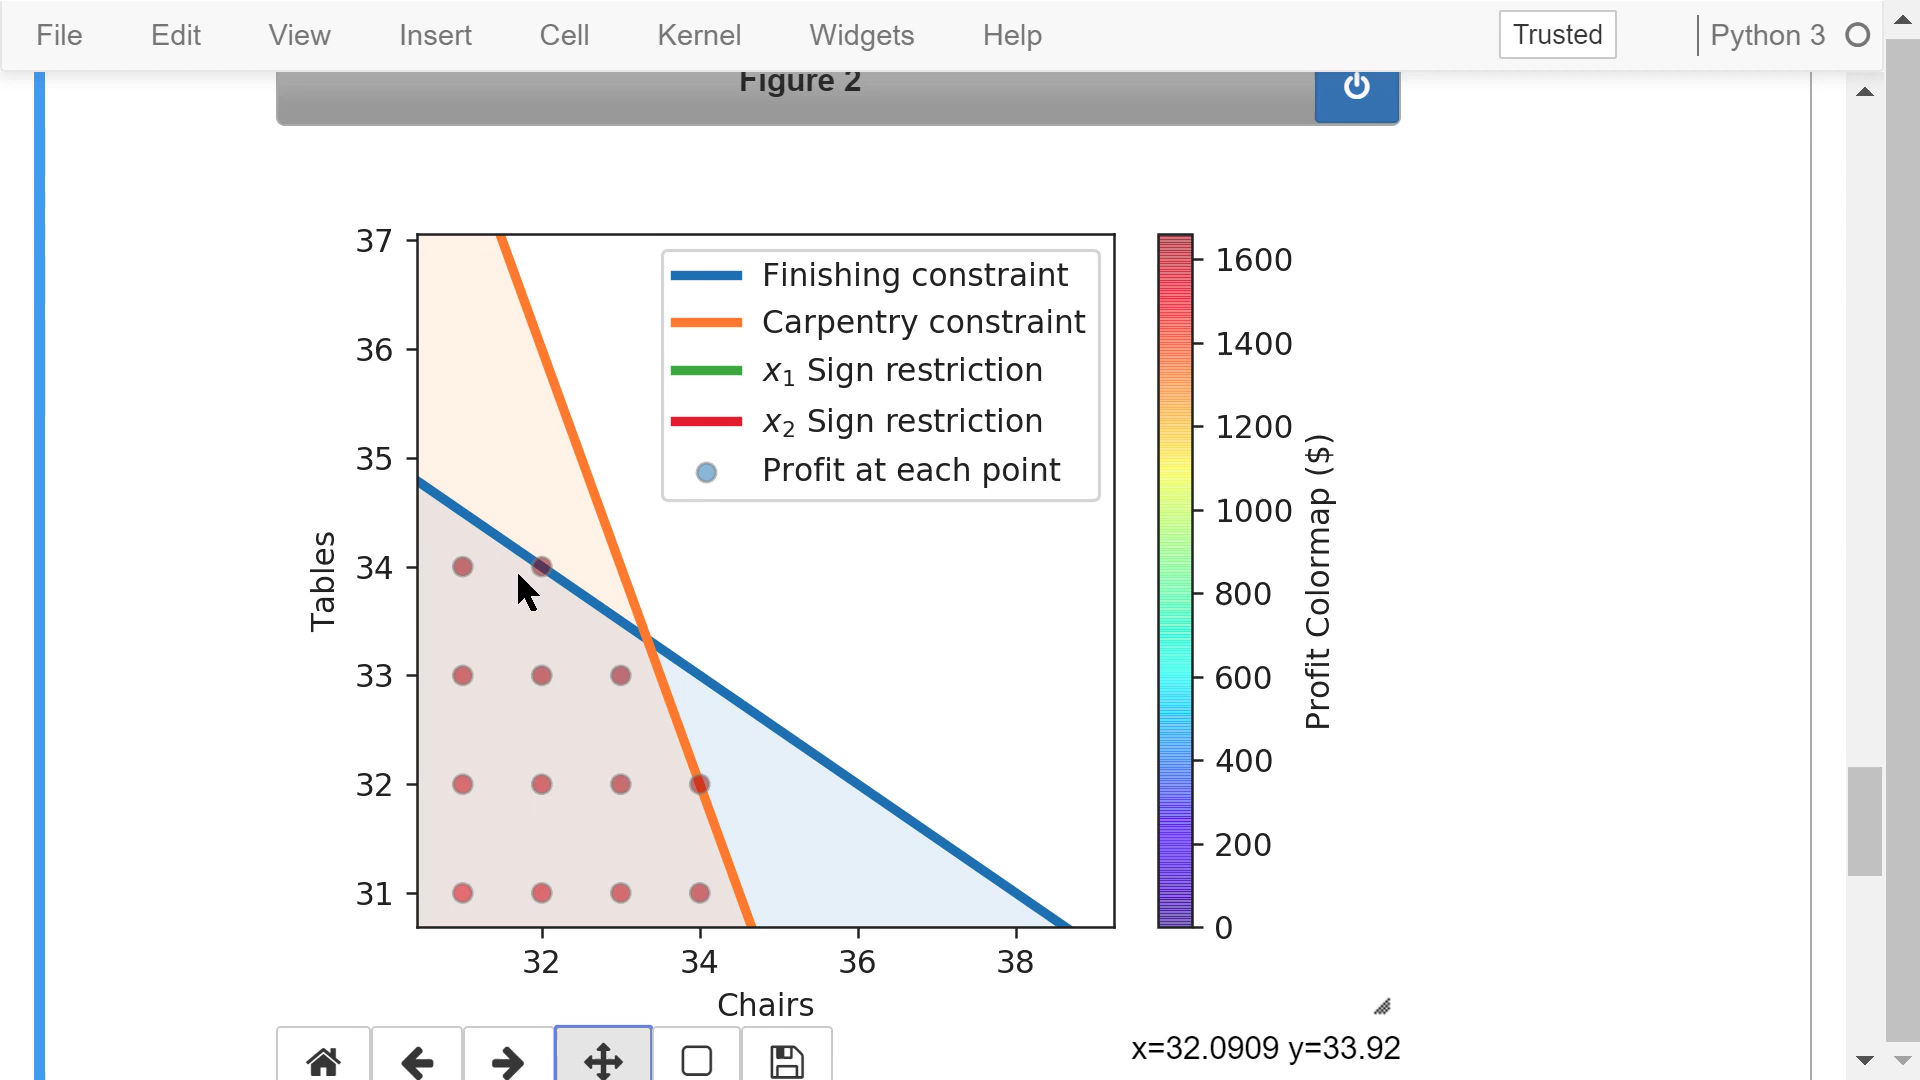 File Edit View Insert Cell Kernel Widgets Help Trusted Python 3
Figure 2
37
36
35
34
33
32
31
Tables
32 34 36 38
Chairs
Finishing constraint
Carpentry constraint
x1 Sign restriction
x2 Sign restriction
Profit at each point
1600
1400
1200
1000
800
600
400
200
0
Profit Colormap ($)
x=32.0909 y=33.92